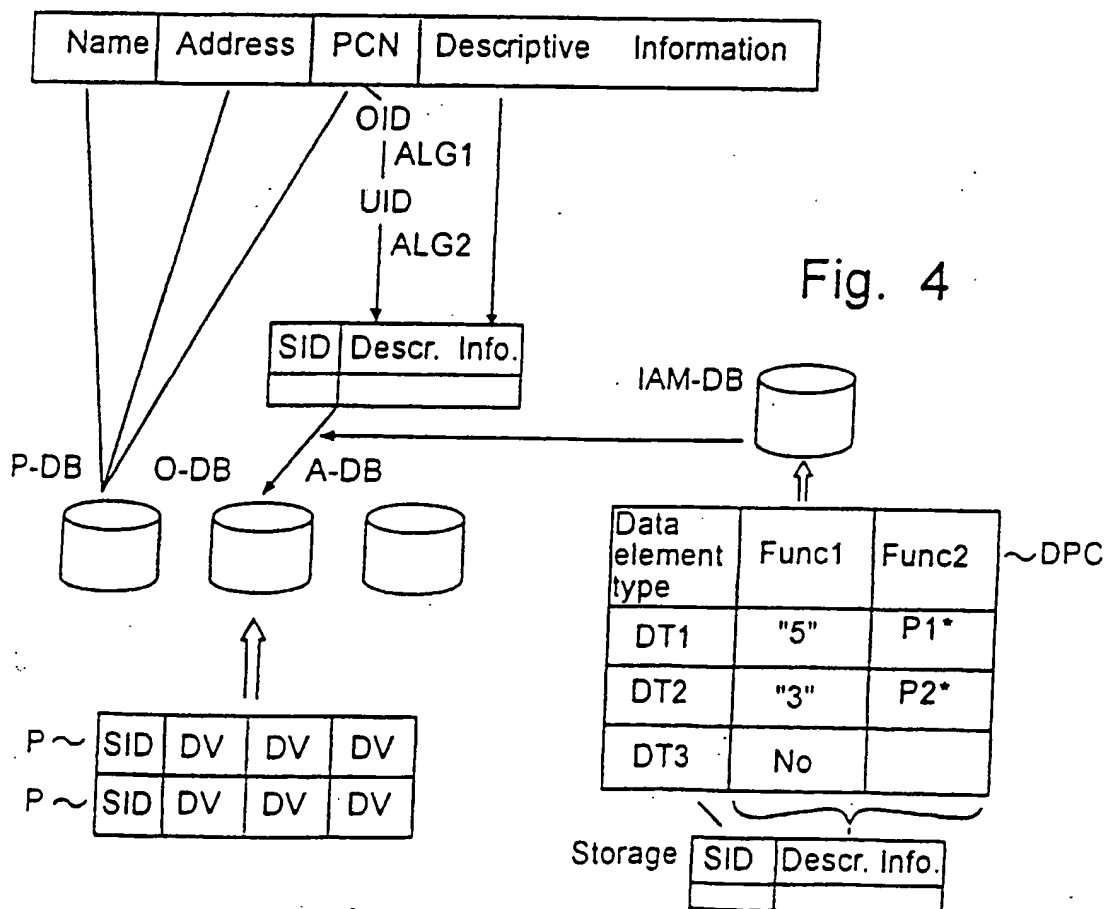 Name Address PCN Descriptive Information
OID
ALG1
UID
ALG2
Fig. 4
SID Descr. Info.
IAM-DB
P-DB O-DB A-DB
Data element type Func1 Func2 ~DPC
DT1 "5" P1*
DT2 "3" P2*
DT3 No
P~ SID DV DV DV
P~ SID DV DV DV
Storage SID Descr. Info.